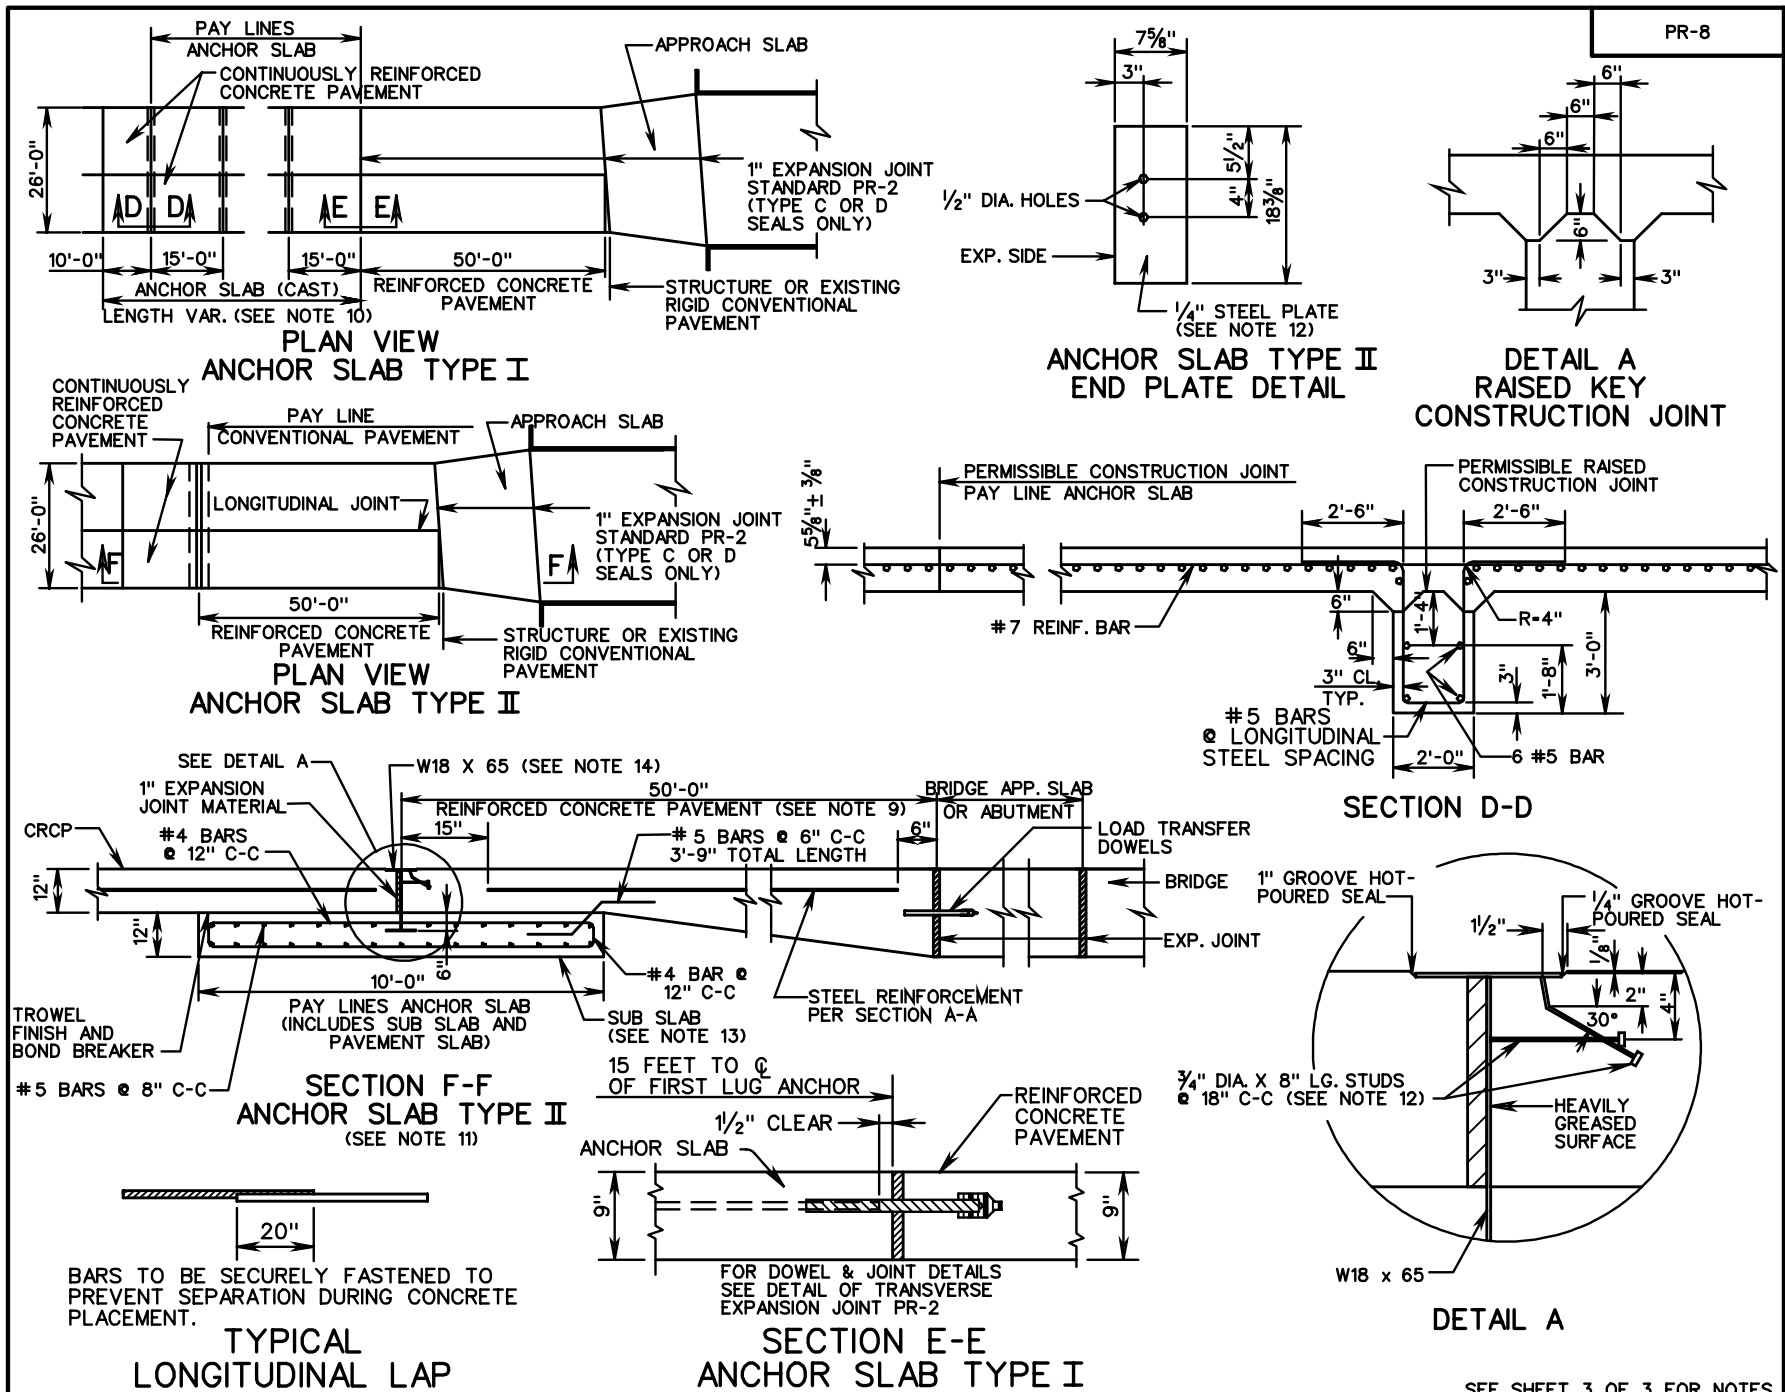 PR-8
PAY LINES
ANCHOR SLAB
CONTINUOUSLY REINFORCED
CONCRETE PAVEMENT
APPROACH SLAB
26'-0"
D D
E E
1" EXPANSION JOINT
STANDARD PR-2
(TYPE C OR D
SEALS ONLY)
10'-0"
15'-0"
15'-0"
50'-0"
ANCHOR SLAB (CAST)
LENGTH VAR. (SEE NOTE 10)
REINFORCED CONCRETE
PAVEMENT
STRUCTURE OR EXISTING
RIGID CONVENTIONAL
PAVEMENT
PLAN VIEW
ANCHOR SLAB TYPE I
7⅝"
3"
5½"
4"
18⅜"
½" DIA. HOLES
EXP. SIDE
¼" STEEL PLATE
(SEE NOTE 12)
ANCHOR SLAB TYPE II
END PLATE DETAIL
6"
6"
6"
6"
3"
3"
DETAIL A
RAISED KEY
CONSTRUCTION JOINT
CONTINUOUSLY
REINFORCED
CONCRETE
PAVEMENT
PAY LINE
CONVENTIONAL PAVEMENT
APPROACH SLAB
LONGITUDINAL JOINT
26'-0"
F
F
1" EXPANSION JOINT
STANDARD PR-2
(TYPE C OR D
SEALS ONLY)
50'-0"
REINFORCED CONCRETE
PAVEMENT
STRUCTURE OR EXISTING
RIGID CONVENTIONAL
PAVEMENT
PLAN VIEW
ANCHOR SLAB TYPE II
5⅝" ± ⅜"
PERMISSIBLE CONSTRUCTION JOINT
PAY LINE ANCHOR SLAB
PERMISSIBLE RAISED
CONSTRUCTION JOINT
2'-6"
2'-6"
#7 REINF. BAR
6"
6"
1'-4"
R=4"
3" CL.
TYP.
3"
1'-8"
3'-0"
#5 BARS
@ LONGITUDINAL
STEEL SPACING
2'-0"
6 #5 BAR
SECTION D-D
SEE DETAIL A
W18 X 65 (SEE NOTE 14)
1" EXPANSION
JOINT MATERIAL
50'-0"
REINFORCED CONCRETE PAVEMENT (SEE NOTE 9)
BRIDGE APP. SLAB
OR ABUTMENT
CRCP
#4 BARS
@ 12" C-C
15"
#5 BARS @ 6" C-C
3'-9" TOTAL LENGTH
6"
LOAD TRANSFER
DOWELS
12"
12"
BRIDGE
EXP. JOINT
6"
10'-0"
#4 BAR @
12" C-C
PAY LINES ANCHOR SLAB
(INCLUDES SUB SLAB AND
PAVEMENT SLAB)
STEEL REINFORCEMENT
PER SECTION A-A
SUB SLAB
(SEE NOTE 13)
TROWEL
FINISH AND
BOND BREAKER
#5 BARS @ 8" C-C
SECTION F-F
ANCHOR SLAB TYPE II
(SEE NOTE 11)
1" GROOVE HOT-
POURED SEAL
¼" GROOVE HOT-
POURED SEAL
1½"
⅛"
2"
4"
30°
¾" DIA. X 8" LG. STUDS
@ 18" C-C (SEE NOTE 12)
HEAVILY
GREASED
SURFACE
W18 x 65
DETAIL A
15 FEET TO ℄
OF FIRST LUG ANCHOR
1½" CLEAR
REINFORCED
CONCRETE
PAVEMENT
ANCHOR SLAB
9"
9"
FOR DOWEL & JOINT DETAILS
SEE DETAIL OF TRANSVERSE
EXPANSION JOINT PR-2
SECTION E-E
ANCHOR SLAB TYPE I
20"
BARS TO BE SECURELY FASTENED TO
PREVENT SEPARATION DURING CONCRETE
PLACEMENT.
TYPICAL
LONGITUDINAL LAP
SEE SHEET 3 OF 3 FOR NOTES